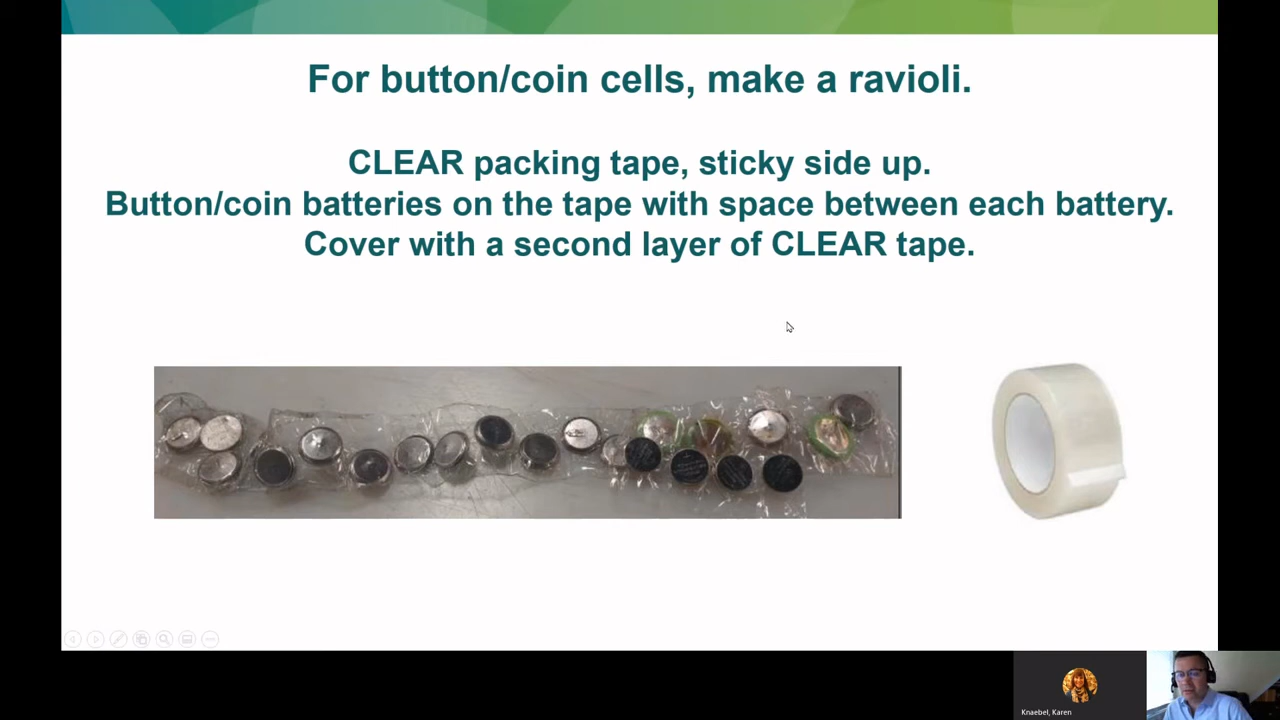 For button/coin cells, make a ravioli.
CLEAR packing tape, sticky side up.
Button/coin batteries on the tape with space between each battery.
Cover with a second layer of CLEAR tape.
Knaebel, Karen